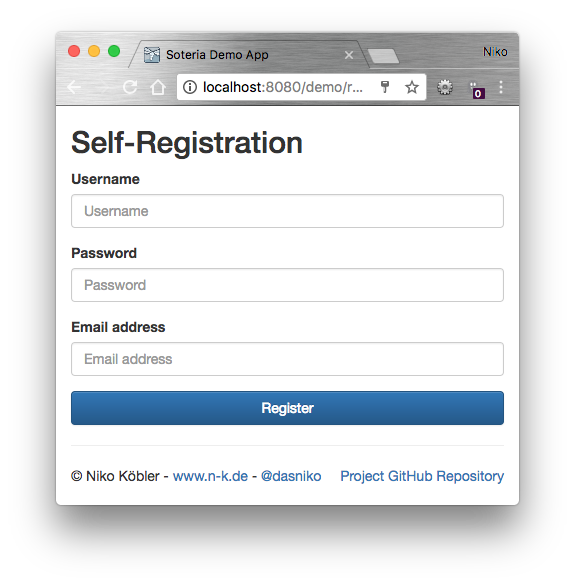 Soteria Demo App
Niko
localhost:8080/demo/r...
0
Self-Registration
Username
Username
Password
Password
Email address
Email address
Register
© Niko Köbler - www.n-k.de - @dasniko Project GitHub Repository